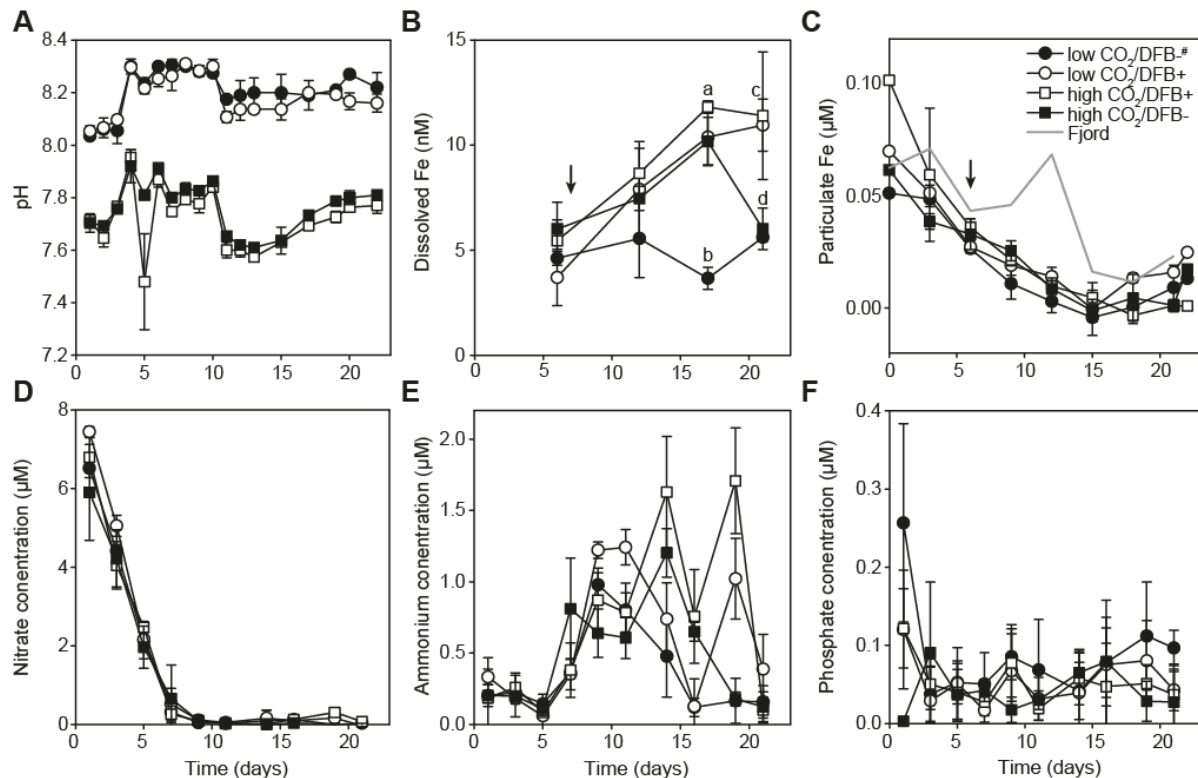 A
8.4
8.2
8.0
7.8
7.6
7.4
7.2
pH
0 5 10 15 20
B
15
10
5
0
Dissolved Fe (nM)
a
c
d
b
0 5 10 15 20
C
0.10
0.05
0.00
Particulate Fe (µM)
low CO2/DFB-#
low CO2/DFB+
high CO2/DFB+
high CO2/DFB-
Fjord
0 5 10 15 20
D
8
6
4
2
0
Nitrate conentration (µM)
0 5 10 15 20
Time (days)
E
2.0
1.5
1.0
0.5
0.0
Ammonium conentration (µM)
0 5 10 15 20
Time (days)
F
0.4
0.3
0.2
0.1
0.0
Phosphate conentration (µM)
0 5 10 15 20
Time (days)